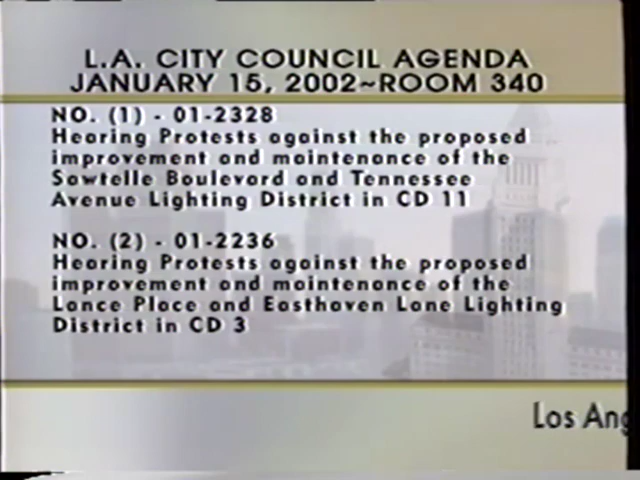 L.A. CITY COUNCIL AGENDA
JANUARY 15, 2002~ROOM 340
NO. (1) - 01-2328
Hearing Protests against the proposed
improvement and maintenance of the
Sawtelle Boulevard and Tennessee
Avenue Lighting District in CD 11
NO. (2) - 01-2236
Hearing Protests against the proposed
improvement and maintenance of the
Lance Place and Easthaven Lane Lighting
District in CD 3
Los Ang